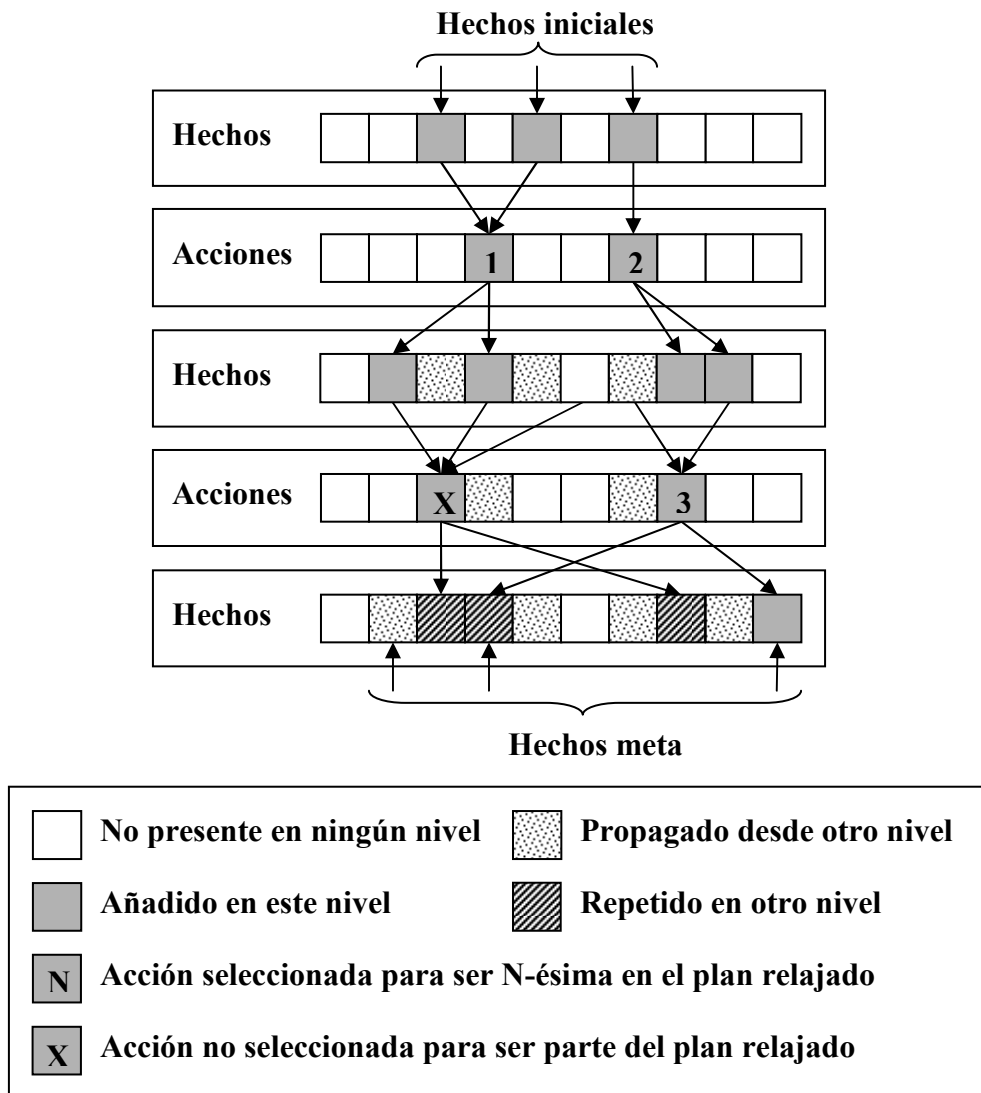 Hechos iniciales
Hechos
Acciones
1
2
Hechos
Acciones
X
3
Hechos
Hechos meta
No presente en ningún nivel
Propagado desde otro nivel
Añadido en este nivel
Repetido en otro nivel
N
Acción seleccionada para ser N-ésima en el plan relajado
X
Acción no seleccionada para ser parte del plan relajado